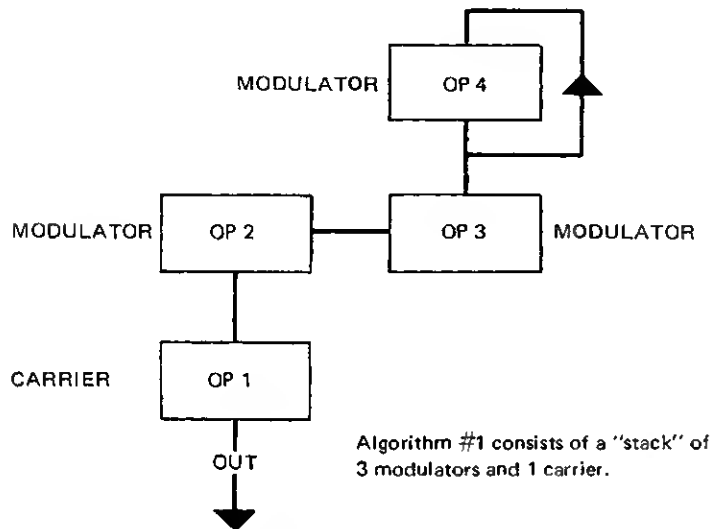 MODULATOR OP 4
MODULATOR OP 2 OP 3 MODULATOR
CARRIER OP 1
OUT
Algorithm #1 consists of a "stack" of
3 modulators and 1 carrier.